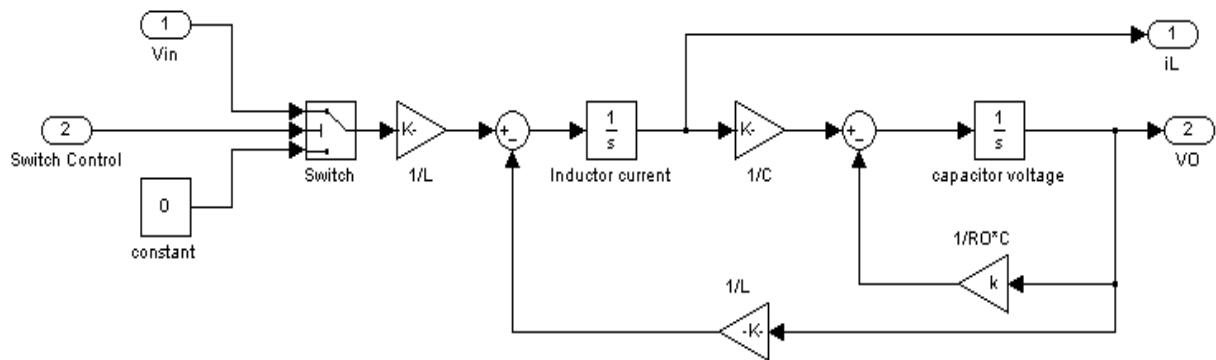 1
Vin
2
Switch Control
0
constant
Switch
K-
1/L
+
-
1
s
Inductor current
K-
1/C
+
-
1
s
capacitor voltage
1
iL
2
VO
1/RO*C
k
1/L
-K-